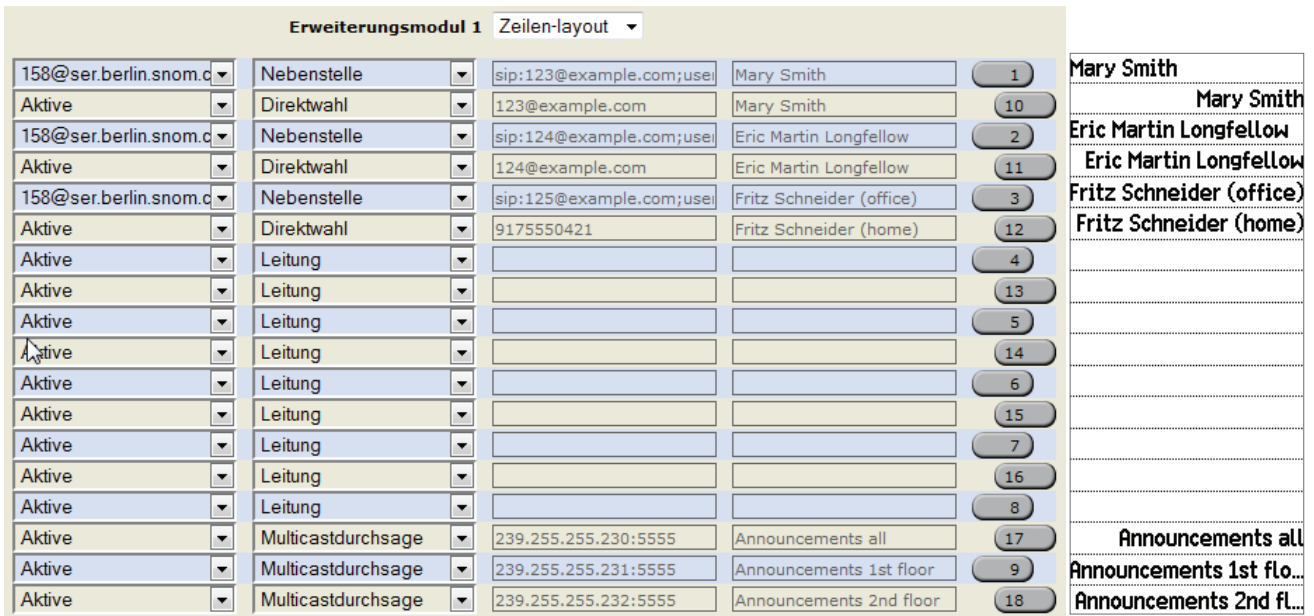 Erweiterungsmodul 1 Zeilen-layout
158@ser.berlin.snom.c Nebenstelle sip:123@example.com;user Mary Smith 1 Mary Smith
Aktive Direktwahl 123@example.com Mary Smith 10 Mary Smith
158@ser.berlin.snom.c Nebenstelle sip:124@example.com;user Eric Martin Longfellow 2 Eric Martin Longfellow
Aktive Direktwahl 124@example.com Eric Martin Longfellow 11 Eric Martin Longfellow
158@ser.berlin.snom.c Nebenstelle sip:125@example.com;user Fritz Schneider (office) 3 Fritz Schneider (office)
Aktive Direktwahl 9175550421 Fritz Schneider (home) 12 Fritz Schneider (home)
Aktive Leitung 4
Aktive Leitung 13
Aktive Leitung 5
Aktive Leitung 14
Aktive Leitung 6
Aktive Leitung 15
Aktive Leitung 7
Aktive Leitung 16
Aktive Leitung 8
Aktive Multicastdurchsage 239.255.255.230:5555 Announcements all 17 Announcements all
Aktive Multicastdurchsage 239.255.255.231:5555 Announcements 1st floor 9 Announcements 1st flo...
Aktive Multicastdurchsage 239.255.255.232:5555 Announcements 2nd floor 18 Announcements 2nd fl...